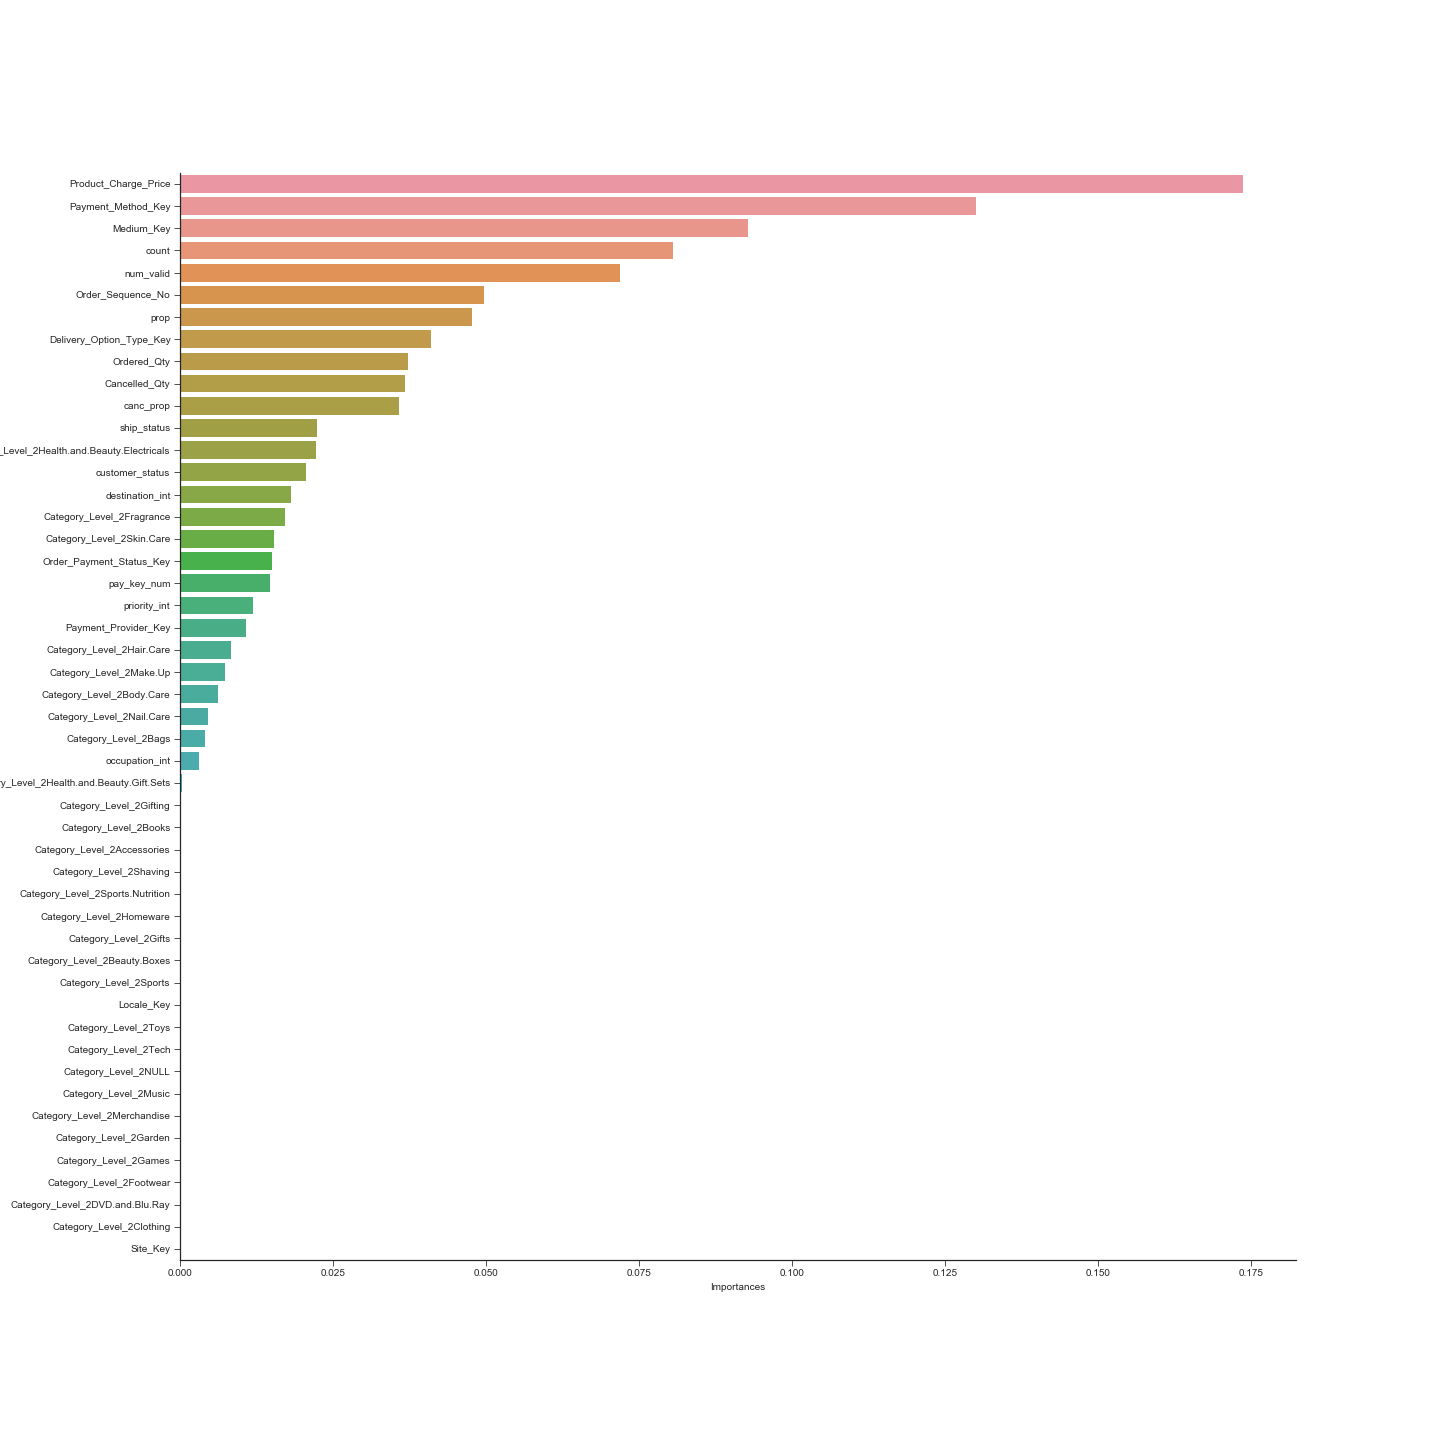 Product_Charge_Price
Payment_Method_Key
Medium_Key
count
num_valid
Order_Sequence_No
prop
Delivery_Option_Type_Key
Ordered_Qty
Cancelled_Qty
canc_prop
ship_status
_Level_2Health.and.Beauty.Electricals
customer_status
destination_int
Category_Level_2Fragrance
Category_Level_2Skin.Care
Order_Payment_Status_Key
pay_key_num
priority_int
Payment_Provider_Key
Category_Level_2Hair.Care
Category_Level_2Make.Up
Category_Level_2Body.Care
Category_Level_2Nail.Care
Category_Level_2Bags
occupation_int
y_Level_2Health.and.Beauty.Gift.Sets
Category_Level_2Gifting
Category_Level_2Books
Category_Level_2Accessories
Category_Level_2Shaving
Category_Level_2Sports.Nutrition
Category_Level_2Homeware
Category_Level_2Gifts
Category_Level_2Beauty.Boxes
Category_Level_2Sports
Locale_Key
Category_Level_2Toys
Category_Level_2Tech
Category_Level_2NULL
Category_Level_2Music
Category_Level_2Merchandise
Category_Level_2Garden
Category_Level_2Games
Category_Level_2Footwear
Category_Level_2DVD.and.Blu.Ray
Category_Level_2Clothing
Site_Key
0.000 0.025 0.050 0.075 0.100 0.125 0.150 0.175
Importances